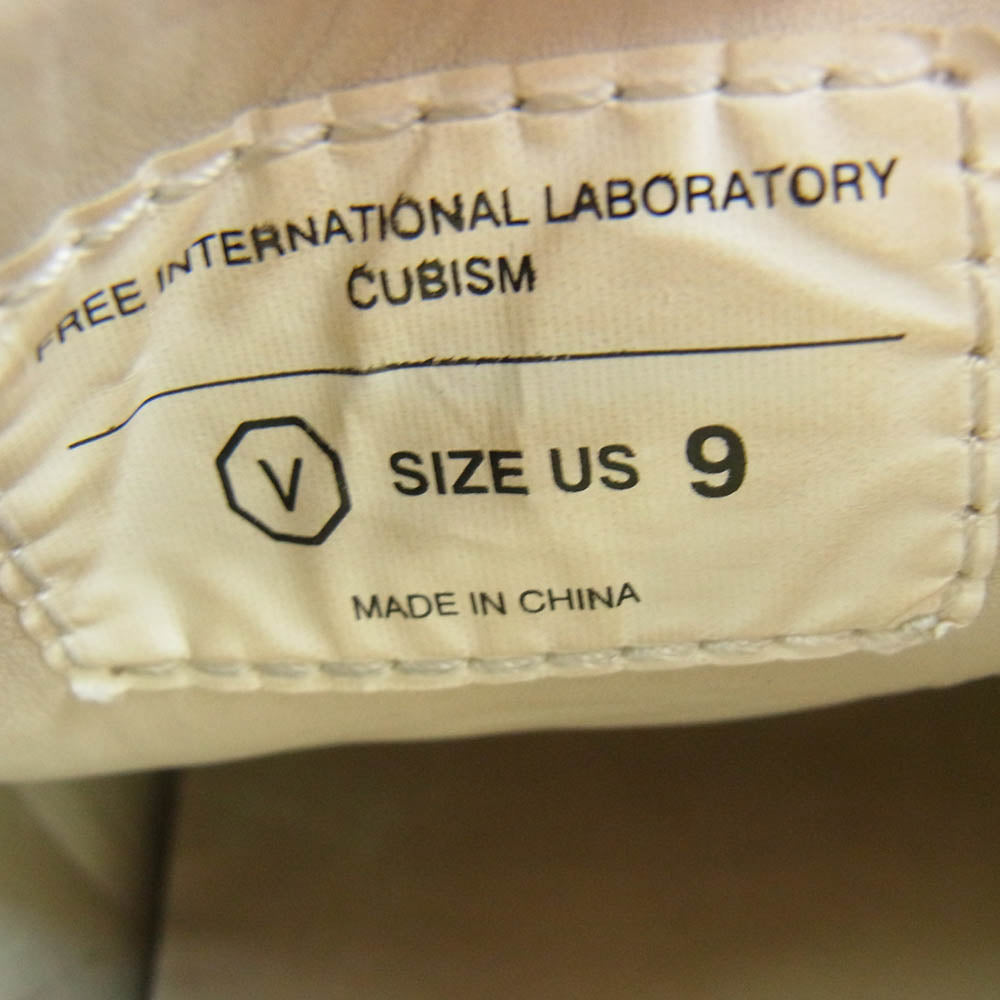 FREE INTERNATIONAL LABORATORY
CUBISM
V SIZE US 9
MADE IN CHINA